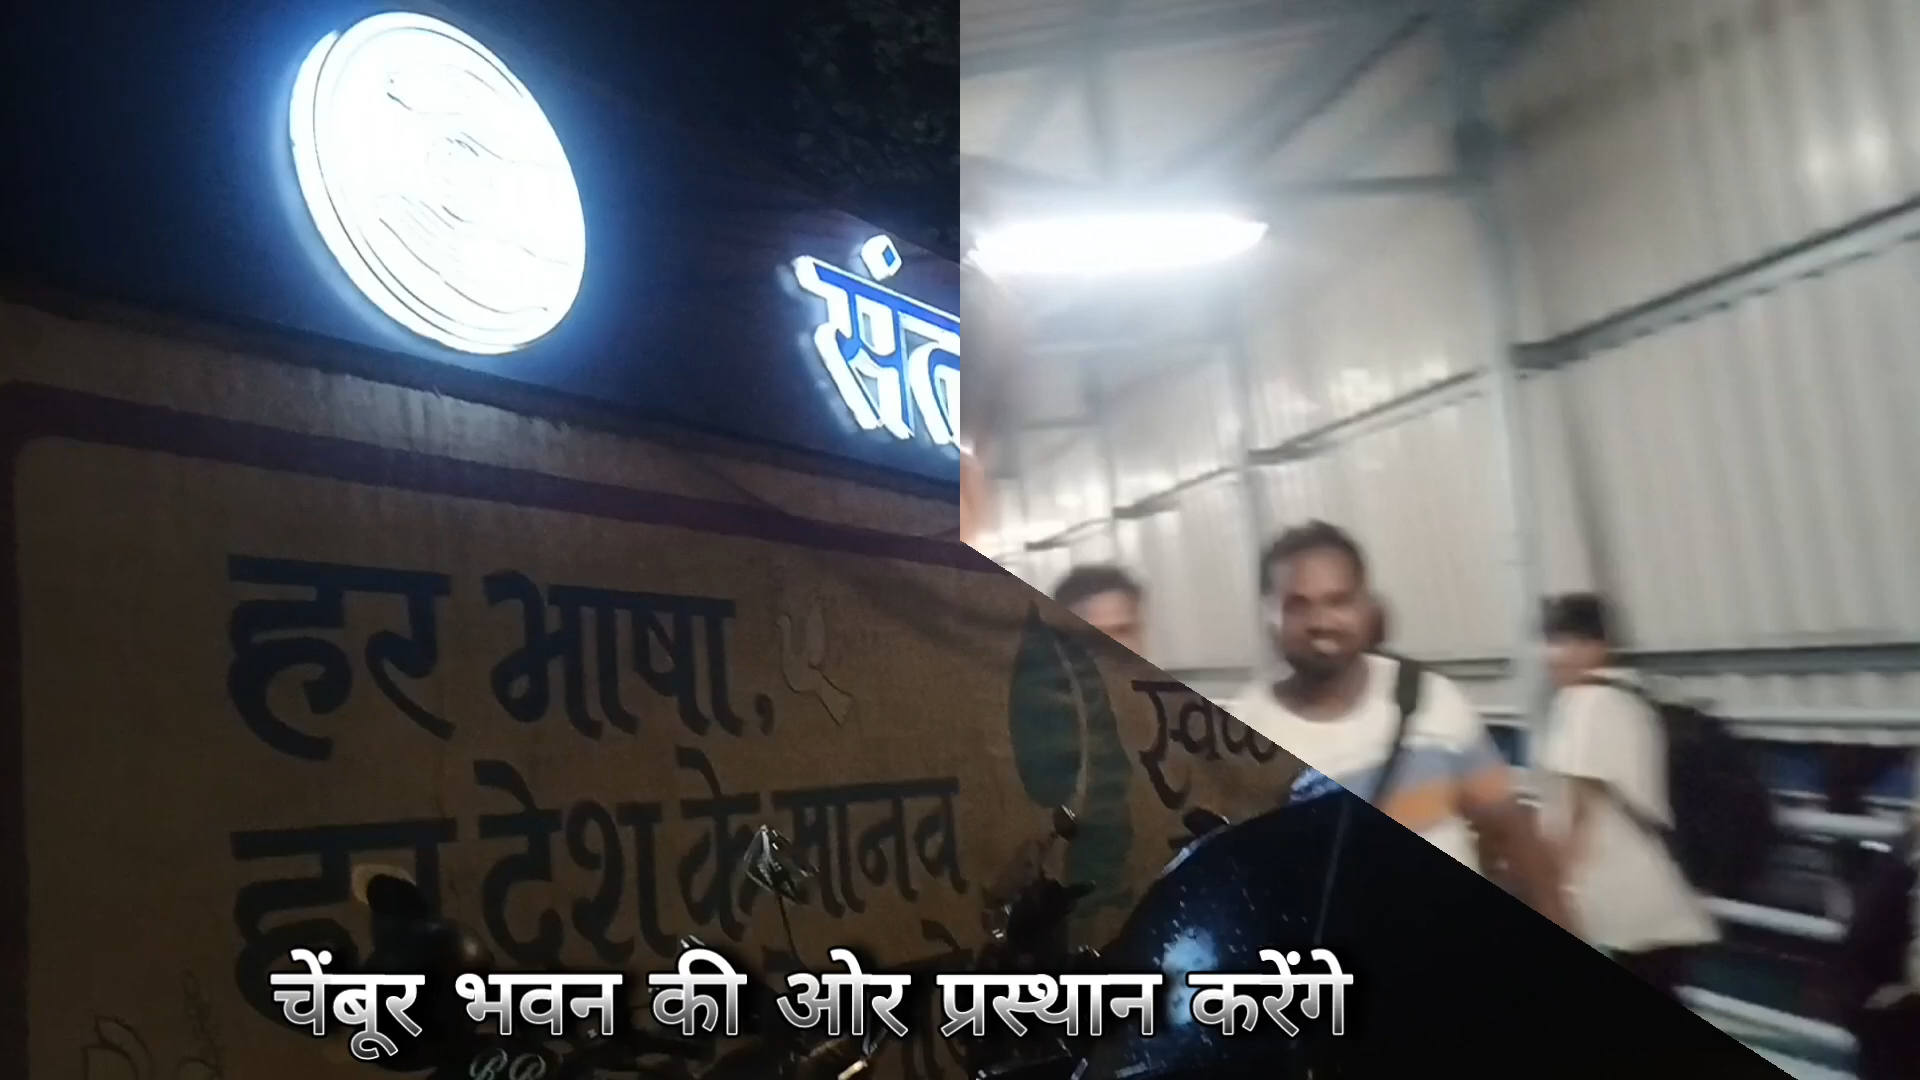 संत
हर भाषा,
हर देश के मानव
चेंबूर भवन की ओर प्रस्थान करेंगे